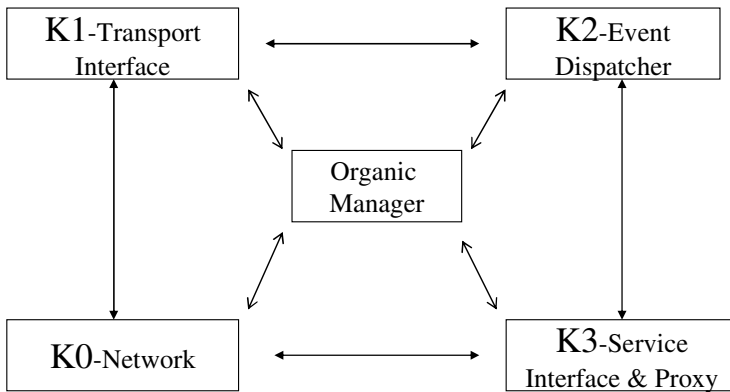 K1-Transport
Interface
K2-Event
Dispatcher
Organic
Manager
K0-Network
K3-Service
Interface & Proxy